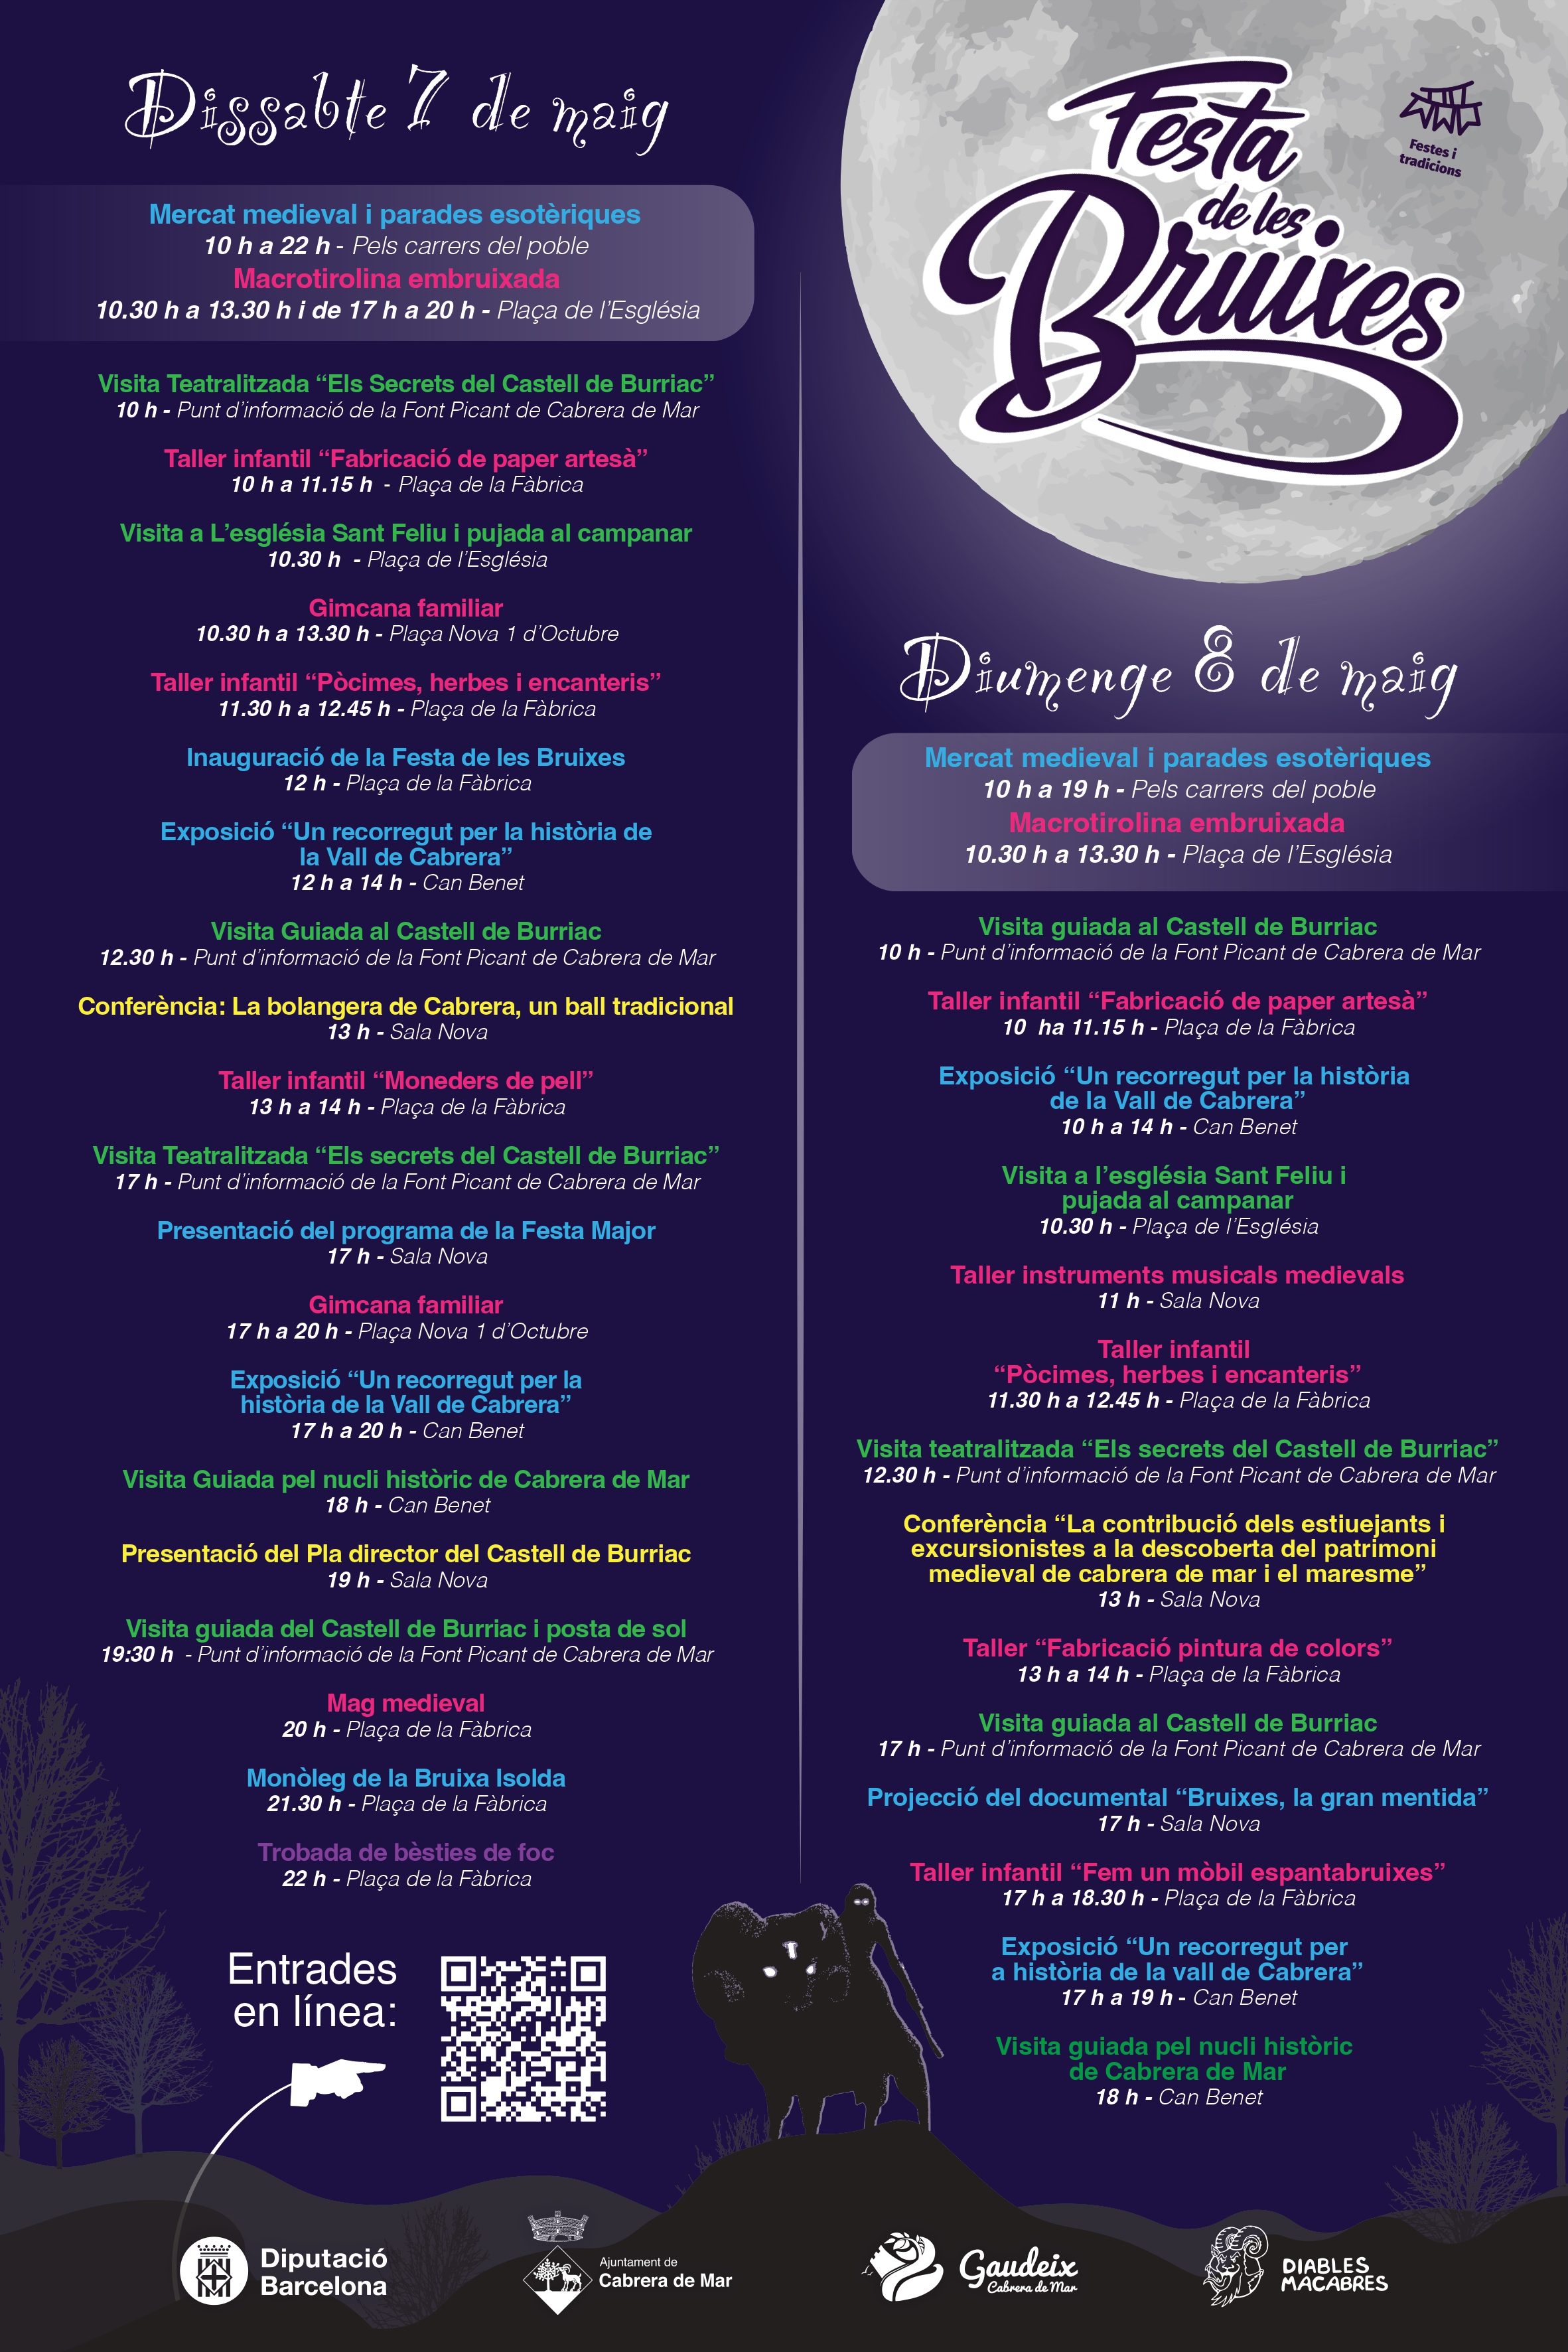 Dissabte 7 de maig
Mercat medieval i parades esotèriques
10 h a 22 h - Pels carrers del poble
Macrotirolina embruixada
10.30 h a 13.30 h i de 17 h a 20 h - Plaça de l’Església
Visita Teatralitzada “Els Secrets del Castell de Burriac”
10 h - Punt d’informació de la Font Picant de Cabrera de Mar
Taller infantil “Fabricació de paper artesà”
10 h a 11.15 h - Plaça de la Fàbrica
Visita a L’església Sant Feliu i pujada al campanar
10.30 h - Plaça de l’Església
Gimcana familiar
10.30 h a 13.30 h - Plaça Nova 1 d’Octubre
Taller infantil “Pòcimes, herbes i encanteris”
11.30 h a 12.45 h - Plaça de la Fàbrica
Inauguració de la Festa de les Bruixes
12 h - Plaça de la Fàbrica
Exposició “Un recorregut per la història de
la Vall de Cabrera”
12 h a 14 h - Can Benet
Visita Guiada al Castell de Burriac
12.30 h - Punt d’informació de la Font Picant de Cabrera de Mar
Conferència: La bolangera de Cabrera, un ball tradicional
13 h - Sala Nova
Taller infantil “Moneders de pell”
13 h a 14 h - Plaça de la Fàbrica
Visita Teatralitzada “Els secrets del Castell de Burriac”
17 h - Punt d’informació de la Font Picant de Cabrera de Mar
Presentació del programa de la Festa Major
17 h - Sala Nova
Gimcana familiar
17 h a 20 h - Plaça Nova 1 d’Octubre
Exposició “Un recorregut per la
història de la Vall de Cabrera”
17 h a 20 h - Can Benet
Visita Guiada pel nucli històric de Cabrera de Mar
18 h - Can Benet
Presentació del Pla director del Castell de Burriac
19 h - Sala Nova
Visita guiada del Castell de Burriac i posta de sol
19:30 h - Punt d’informació de la Font Picant de Cabrera de Mar
Mag medieval
20 h - Plaça de la Fàbrica
Monòleg de la Bruixa Isolda
21.30 h - Plaça de la Fàbrica
Trobada de bèsties de foc
22 h - Plaça de la Fàbrica
Entrades
en línea:
Festa
de les
Bruixes
Festes i
tradicions
Diumenge 8 de maig
Mercat medieval i parades esotèriques
10 h a 19 h - Pels carrers del poble
Macrotirolina embruixada
10.30 h a 13.30 h - Plaça de l’Església
Visita guiada al Castell de Burriac
10 h - Punt d’informació de la Font Picant de Cabrera de Mar
Taller infantil “Fabricació de paper artesà”
10 ha 11.15 h - Plaça de la Fàbrica
Exposició “Un recorregut per la història
de la Vall de Cabrera”
10 h a 14 h - Can Benet
Visita a l’església Sant Feliu i
pujada al campanar
10.30 h - Plaça de l’Església
Taller instruments musicals medievals
11 h - Sala Nova
Taller infantil
“Pòcimes, herbes i encanteris”
11.30 h a 12.45 h - Plaça de la Fàbrica
Visita teatralitzada “Els secrets del Castell de Burriac”
12.30 h - Punt d’informació de la Font Picant de Cabrera de Mar
Conferència “La contribució dels estiuejants i
excursionistes a la descoberta del patrimoni
medieval de cabrera de mar i el maresme”
13 h - Sala Nova
Taller “Fabricació pintura de colors”
13 h a 14 h - Plaça de la Fàbrica
Visita guiada al Castell de Burriac
17 h - Punt d’informació de la Font Picant de Cabrera de Mar
Projecció del documental “Bruixes, la gran mentida”
17 h - Sala Nova
Taller infantil “Fem un mòbil espantabruixes”
17 h a 18.30 h - Plaça de la Fàbrica
Exposició “Un recorregut per
a història de la vall de Cabrera”
17 h a 19 h - Can Benet
Visita guiada pel nucli històric
de Cabrera de Mar
18 h - Can Benet
Diputació
Barcelona
Ajuntament de
Cabrera de Mar
Gaudeix
Cabrera de Mar
DIABLES
MACABRES